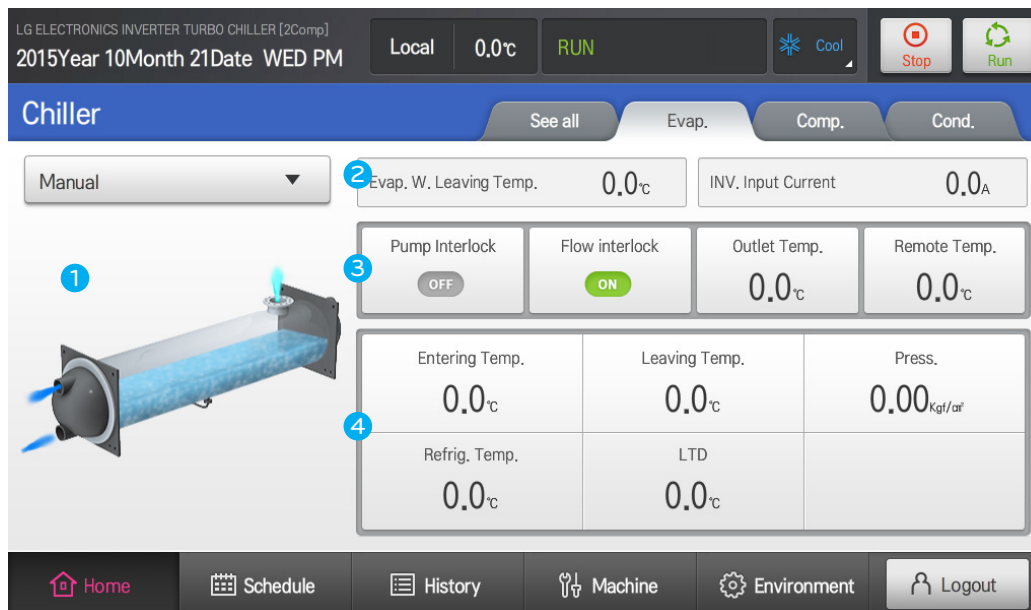 LG ELECTRONICS INVERTER TURBO CHILLER [2Comp]
2015Year 10Month 21Date WED PM
Local 0.0℃ RUN Cool Stop Run
Chiller See all Evap. Comp. Cond.
Manual
2 Evap. W. Leaving Temp. 0.0℃ INV. Input Current 0.0A
3 Pump Interlock Flow interlock Outlet Temp. Remote Temp.
OFF ON 0.0℃ 0.0℃
1
4 Entering Temp. Leaving Temp. Press.
0.0℃ 0.0℃ 0.00Kgf/㎠
Refrig. Temp. LTD
0.0℃ 0.0℃
Home Schedule History Machine Environment Logout